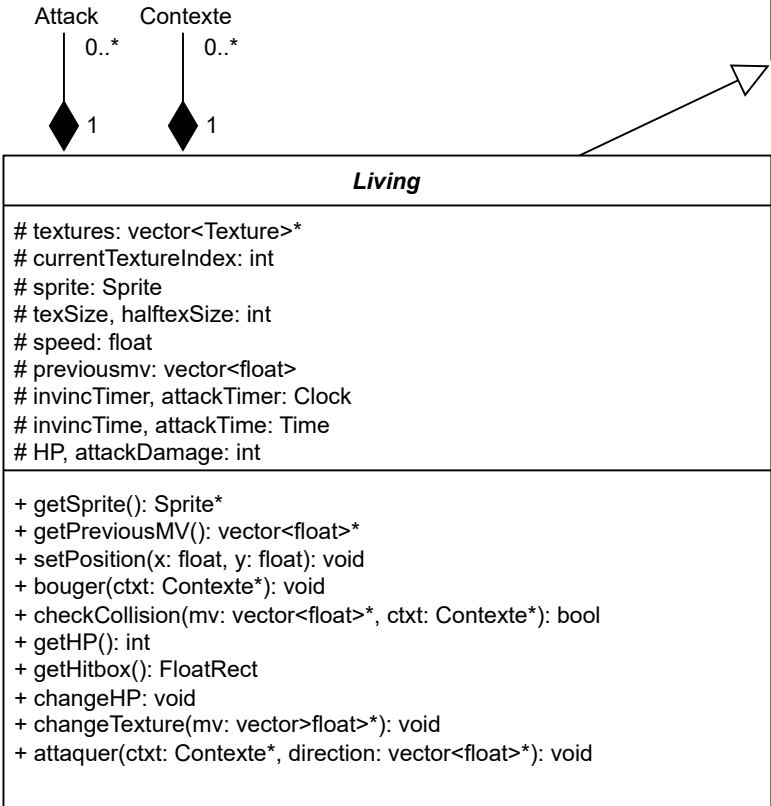 Attack Contexte
0..* 0..*
1 1
Living
# textures: vector<Texture>*
# currentTextureIndex: int
# sprite: Sprite
# texSize, halftexSize: int
# speed: float
# previousmv: vector<float>
# invincTimer, attackTimer: Clock
# invincTime, attackTime: Time
# HP, attackDamage: int
+ getSprite(): Sprite*
+ getPreviousMV(): vector<float>*
+ setPosition(x: float, y: float): void
+ bouger(ctxt: Contexte*): void
+ checkCollision(mv: vector<float>*, ctxt: Contexte*): bool
+ getHP(): int
+ getHitbox(): FloatRect
+ changeHP: void
+ changeTexture(mv: vector>float>*): void
+ attaquer(ctxt: Contexte*, direction: vector<float>*): void